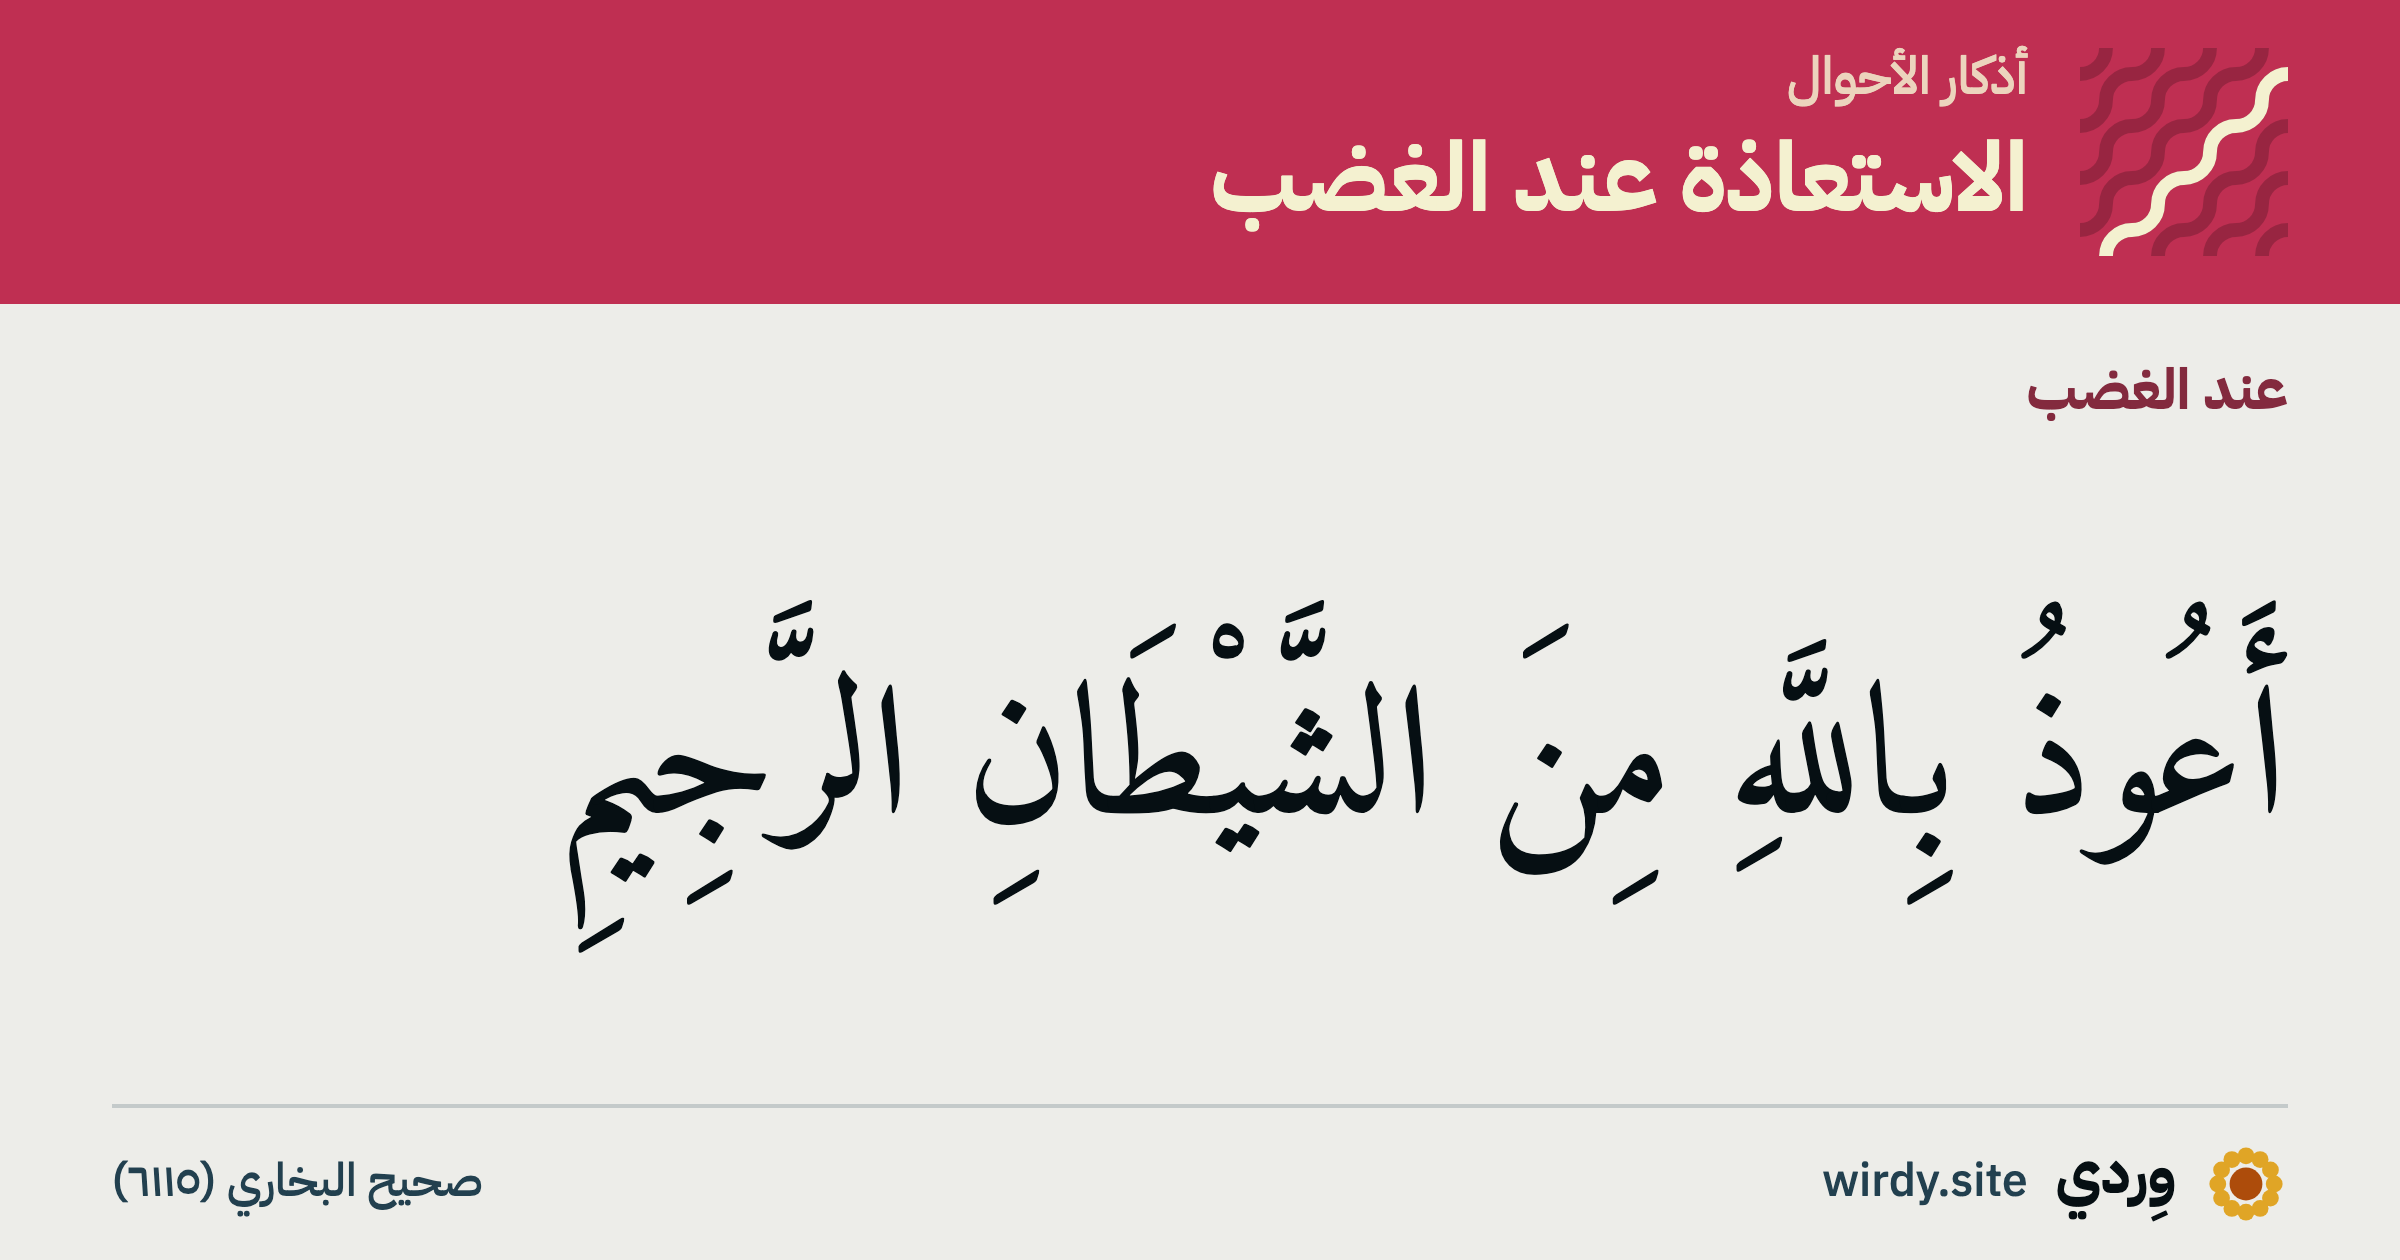 أذكار الأحوال
الاستعاذة عند الغضب
عند الغضب
أَعُوذُ بِاللَّهِ مِنَ الشَّيْطَانِ الرَّجِيمِ
وِردي wirdy.site
صحيح البخاري (٦١١٥)